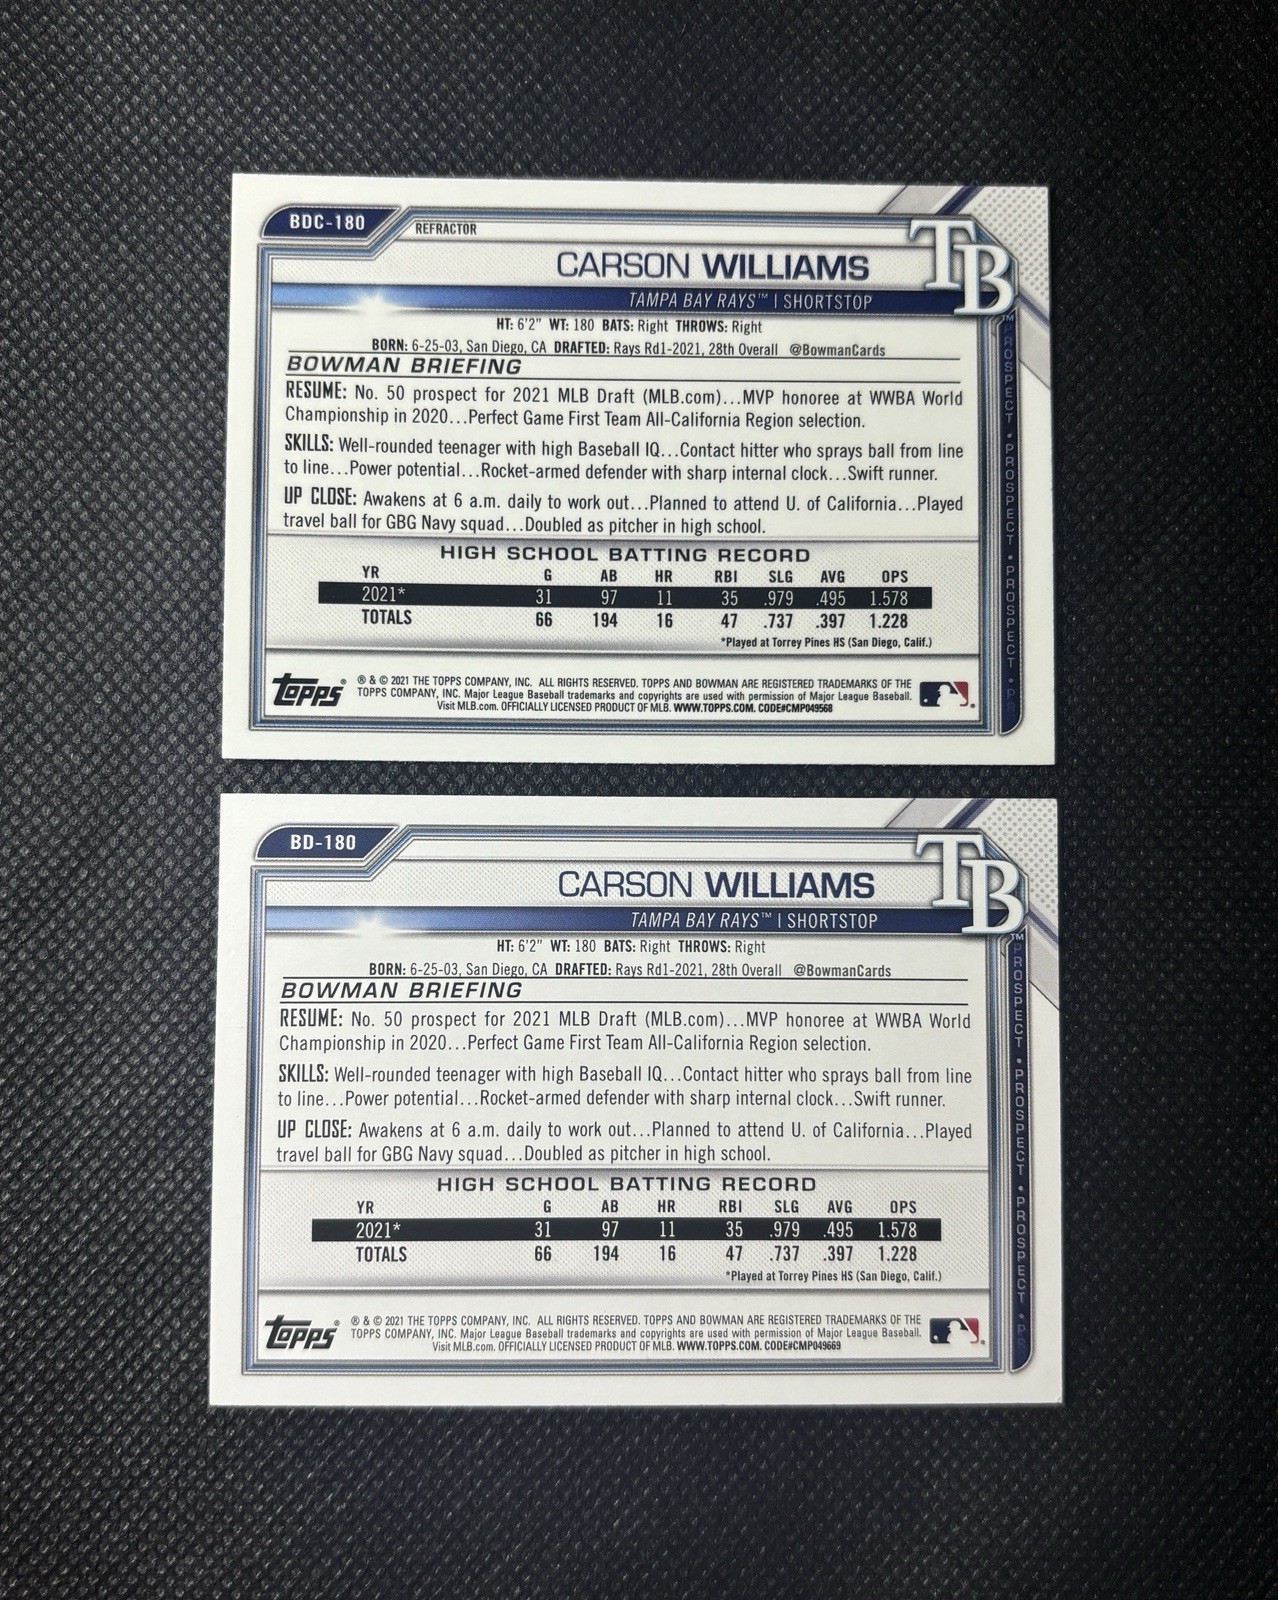 BDC-180
REFRACTOR
TB
CARSON WILLIAMS
TAMPA BAY RAYS™ | SHORTSTOP
HT: 6'2" WT: 180 BATS: Right THROWS: Right
BORN: 6-25-03, San Diego, CA DRAFTED: Rays Rd1-2021, 28th Overall @BowmanCards
BOWMAN BRIEFING
RESUME: No. 50 prospect for 2021 MLB Draft (MLB.com)...MVP honoree at WWBA World
Championship in 2020...Perfect Game First Team All-California Region selection.
SKILLS: Well-rounded teenager with high Baseball IQ...Contact hitter who sprays ball from line
to line...Power potential...Rocket-armed defender with sharp internal clock...Swift runner.
UP CLOSE: Awakens at 6 a.m. daily to work out...Planned to attend U. of California...Played
travel ball for GBG Navy squad...Doubled as pitcher in high school.
HIGH SCHOOL BATTING RECORD
YR G AB HR RBI SLG AVG OPS
2021* 31 97 11 35 .979 .495 1.578
TOTALS 66 194 16 47 .737 .397 1.228
*Played at Torrey Pines HS (San Diego, Calif.)
Topps® ® & © 2021 THE TOPPS COMPANY, INC. ALL RIGHTS RESERVED. TOPPS AND BOWMAN ARE REGISTERED TRADEMARKS OF THE
TOPPS COMPANY, INC. Major League Baseball trademarks and copyrights are used with permission of Major League Baseball.
Visit MLB.com. OFFICIALLY LICENSED PRODUCT OF MLB. WWW.TOPPS.COM. CODE#CMP049568
PROSPECT • PROSPECT • PROSPECT • PR
BD-180
TB
CARSON WILLIAMS
TAMPA BAY RAYS™ | SHORTSTOP
HT: 6'2" WT: 180 BATS: Right THROWS: Right
BORN: 6-25-03, San Diego, CA DRAFTED: Rays Rd1-2021, 28th Overall @BowmanCards
BOWMAN BRIEFING
RESUME: No. 50 prospect for 2021 MLB Draft (MLB.com)...MVP honoree at WWBA World
Championship in 2020...Perfect Game First Team All-California Region selection.
SKILLS: Well-rounded teenager with high Baseball IQ...Contact hitter who sprays ball from line
to line...Power potential...Rocket-armed defender with sharp internal clock...Swift runner.
UP CLOSE: Awakens at 6 a.m. daily to work out...Planned to attend U. of California...Played
travel ball for GBG Navy squad...Doubled as pitcher in high school.
HIGH SCHOOL BATTING RECORD
YR G AB HR RBI SLG AVG OPS
2021* 31 97 11 35 .979 .495 1.578
TOTALS 66 194 16 47 .737 .397 1.228
*Played at Torrey Pines HS (San Diego, Calif.)
Topps® ® & © 2021 THE TOPPS COMPANY, INC. ALL RIGHTS RESERVED. TOPPS AND BOWMAN ARE REGISTERED TRADEMARKS OF THE
TOPPS COMPANY, INC. Major League Baseball trademarks and copyrights are used with permission of Major League Baseball.
Visit MLB.com. OFFICIALLY LICENSED PRODUCT OF MLB. WWW.TOPPS.COM. CODE#CMP049669
PROSPECT • PROSPECT • PROSPECT • PR